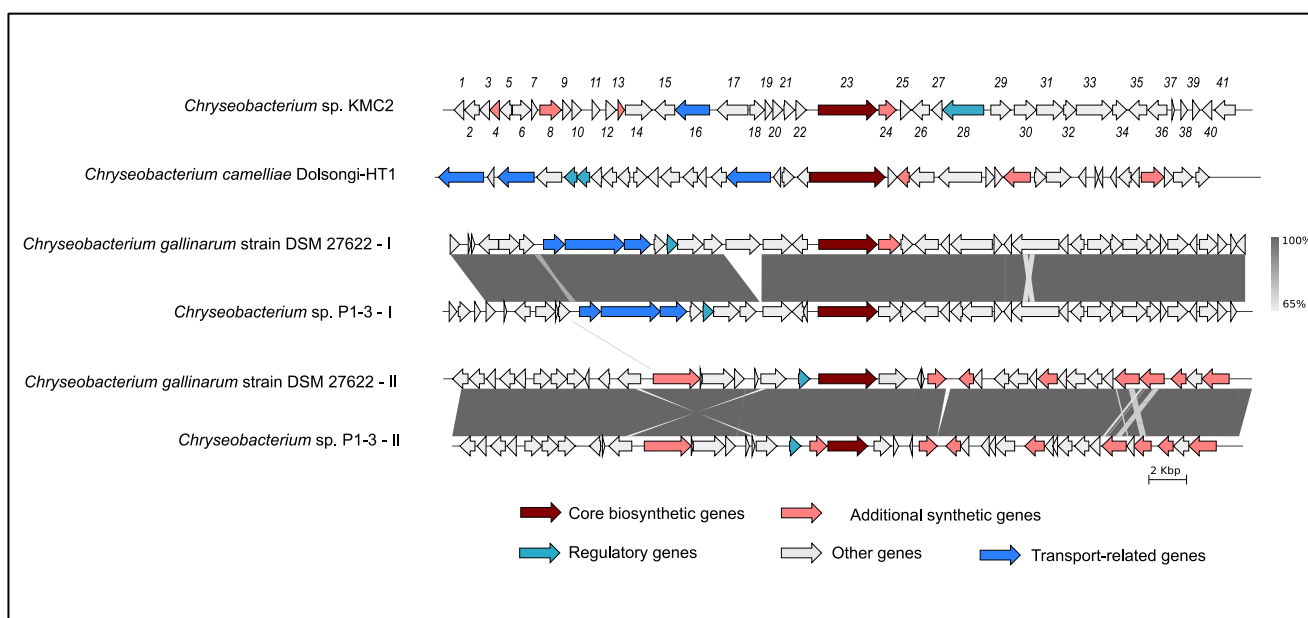 1 3 5 7 9 11 13 15 17 19 21 23 25 27 29 31 33 35 37 39 41
Chryseobacterium sp. KMC2
2 4 6 8 10 12 14 16 18 20 22 24 26 28 30 32 34 36 38 40
Chryseobacterium camelliae Dolsongi-HT1
Chryseobacterium gallinarum strain DSM 27622 - I
100%
65%
Chryseobacterium sp. P1-3 - I
Chryseobacterium gallinarum strain DSM 27622 - II
Chryseobacterium sp. P1-3 - II
2 Kbp
Core biosynthetic genes
Additional synthetic genes
Regulatory genes
Other genes
Transport-related genes